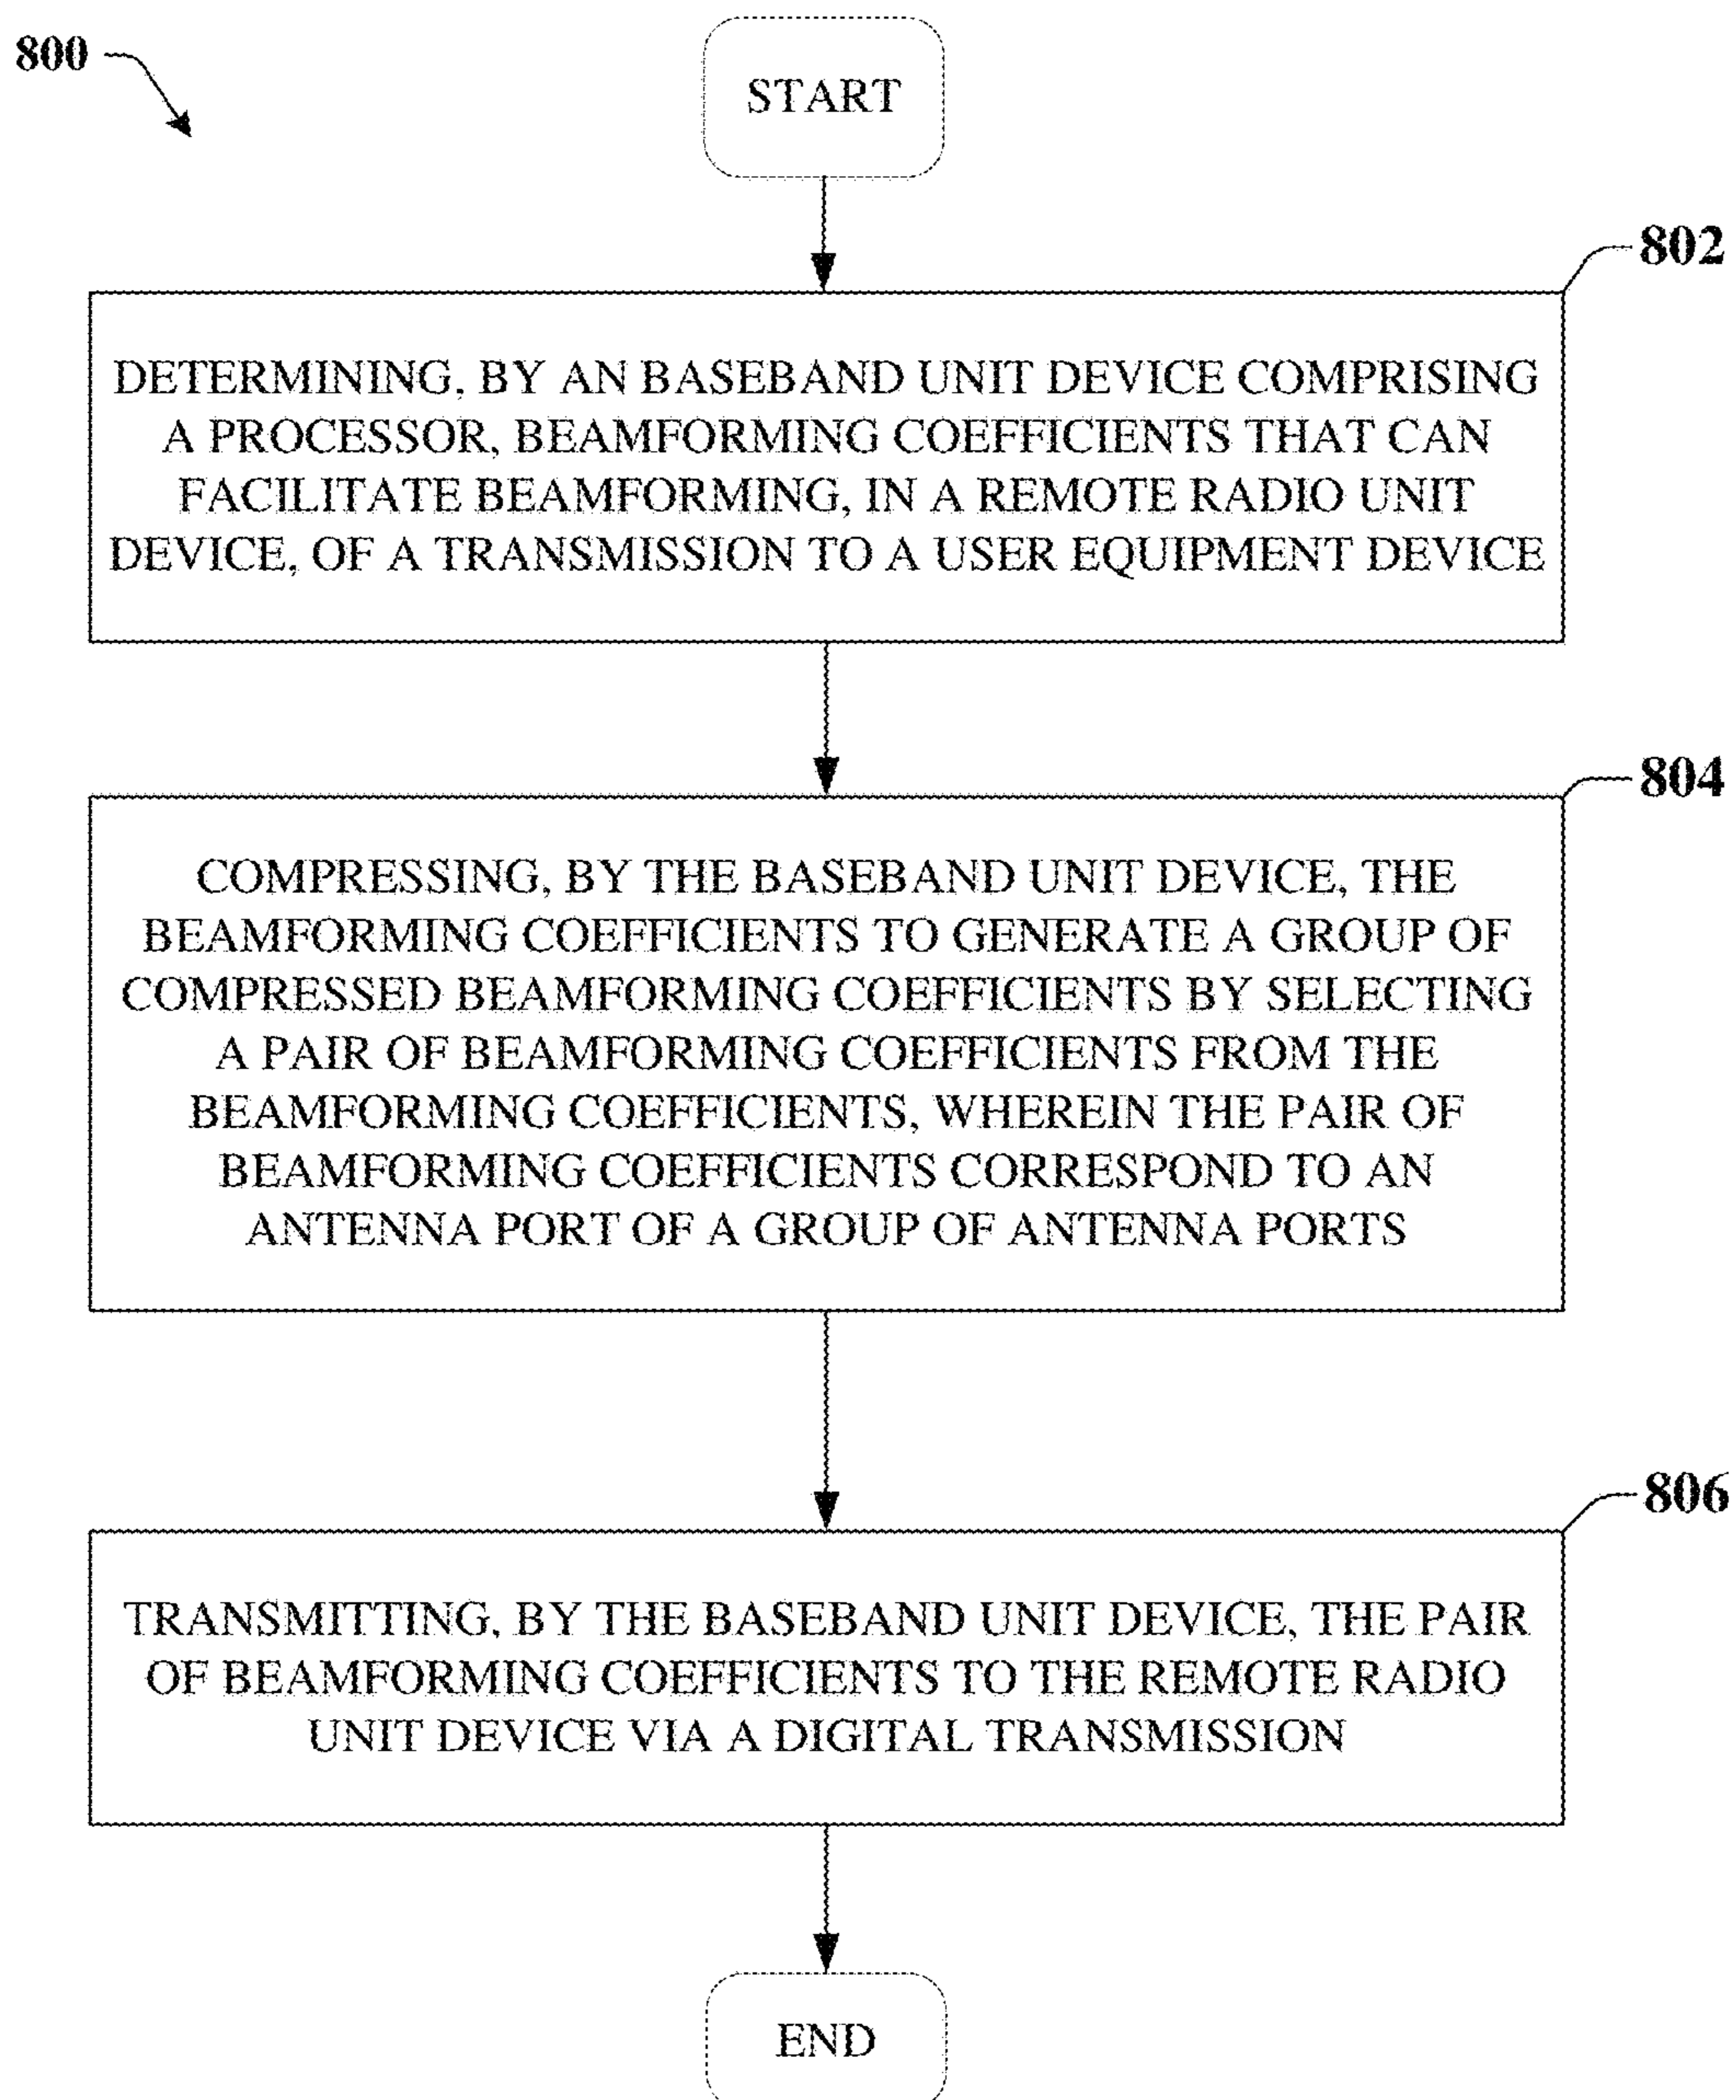 800
START
802
DETERMINING, BY AN BASEBAND UNIT DEVICE COMPRISING
A PROCESSOR, BEAMFORMING COEFFICIENTS THAT CAN
FACILITATE BEAMFORMING, IN A REMOTE RADIO UNIT
DEVICE, OF A TRANSMISSION TO A USER EQUIPMENT DEVICE
804
COMPRESSING, BY THE BASEBAND UNIT DEVICE, THE
BEAMFORMING COEFFICIENTS TO GENERATE A GROUP OF
COMPRESSED BEAMFORMING COEFFICIENTS BY SELECTING
A PAIR OF BEAMFORMING COEFFICIENTS FROM THE
BEAMFORMING COEFFICIENTS, WHEREIN THE PAIR OF
BEAMFORMING COEFFICIENTS CORRESPOND TO AN
ANTENNA PORT OF A GROUP OF ANTENNA PORTS
806
TRANSMITTING, BY THE BASEBAND UNIT DEVICE, THE PAIR
OF BEAMFORMING COEFFICIENTS TO THE REMOTE RADIO
UNIT DEVICE VIA A DIGITAL TRANSMISSION
END